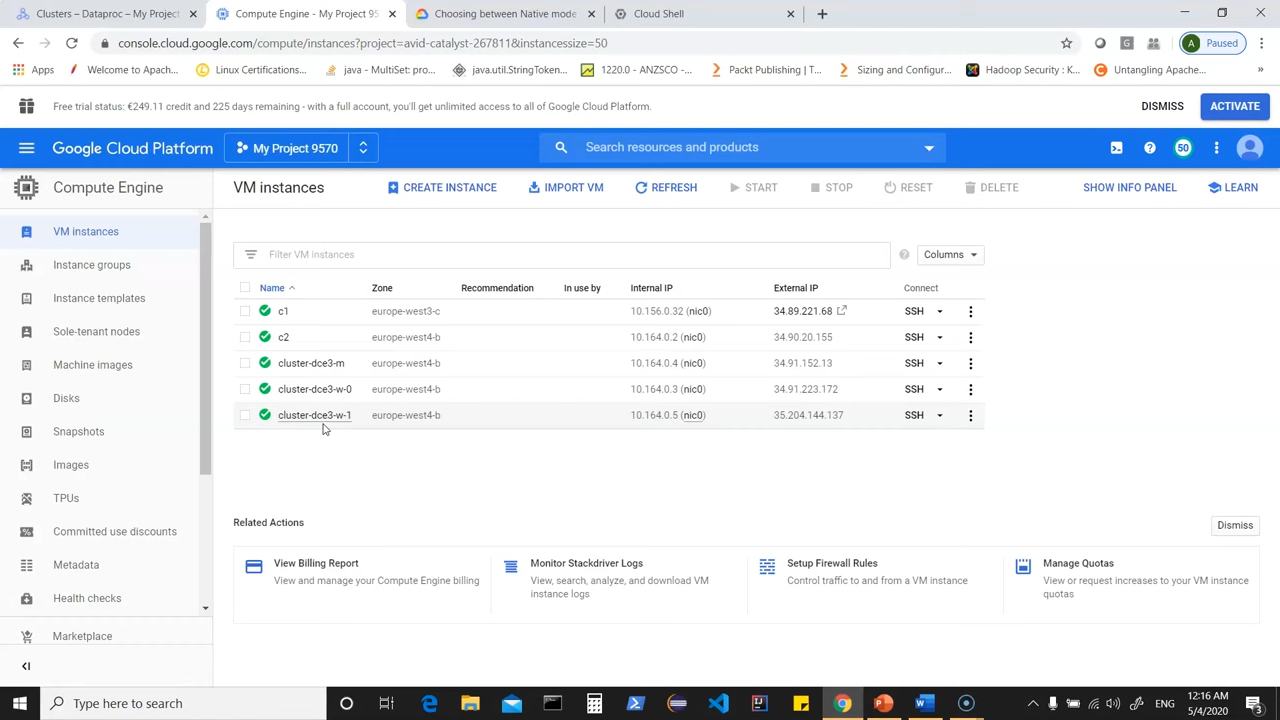 Clusters – Dataproc – My Project
Compute Engine - My Project 95
Choosing between Native mode
Cloud Shell
console.cloud.google.com/compute/instances?project=avid-catalyst-267811&instancessize=50
A
Paused
Apps
Welcome to Apach...
Linux Certifications...
java - MultiSet: pro...
java.util.StringToken...
1220.0 - ANZSCO -...
Packt Publishing | T...
Sizing and Configur...
Hadoop Security : K...
Untangling Apache...
»
Free trial status: €249.11 credit and 225 days remaining - with a full account, you'll get unlimited access to all of Google Cloud Platform.
DISMISS
ACTIVATE
Google Cloud Platform
My Project 9570
Search resources and products
50
Compute Engine
VM instances
CREATE INSTANCE
IMPORT VM
REFRESH
START
STOP
RESET
DELETE
SHOW INFO PANEL
LEARN
VM instances
Instance groups
Instance templates
Sole-tenant nodes
Machine images
Disks
Snapshots
Images
TPUs
Committed use discounts
Metadata
Health checks
Marketplace
Filter VM instances
Columns
Name Zone Recommendation In use by Internal IP External IP Connect
c1 europe-west3-c 10.156.0.32 (nic0) 34.89.221.68 SSH
c2 europe-west4-b 10.164.0.2 (nic0) 34.90.20.155 SSH
cluster-dce3-m europe-west4-b 10.164.0.4 (nic0) 34.91.152.13 SSH
cluster-dce3-w-0 europe-west4-b 10.164.0.3 (nic0) 34.91.223.172 SSH
cluster-dce3-w-1 europe-west4-b 10.164.0.5 (nic0) 35.204.144.137 SSH
Related Actions
Dismiss
View Billing Report
View and manage your Compute Engine billing
Monitor Stackdriver Logs
View, search, analyze, and download VM
instance logs
Setup Firewall Rules
Control traffic to and from a VM instance
Manage Quotas
View or request increases to your VM instance
quotas
Type here to search
ENG
12:16 AM
5/4/2020
3